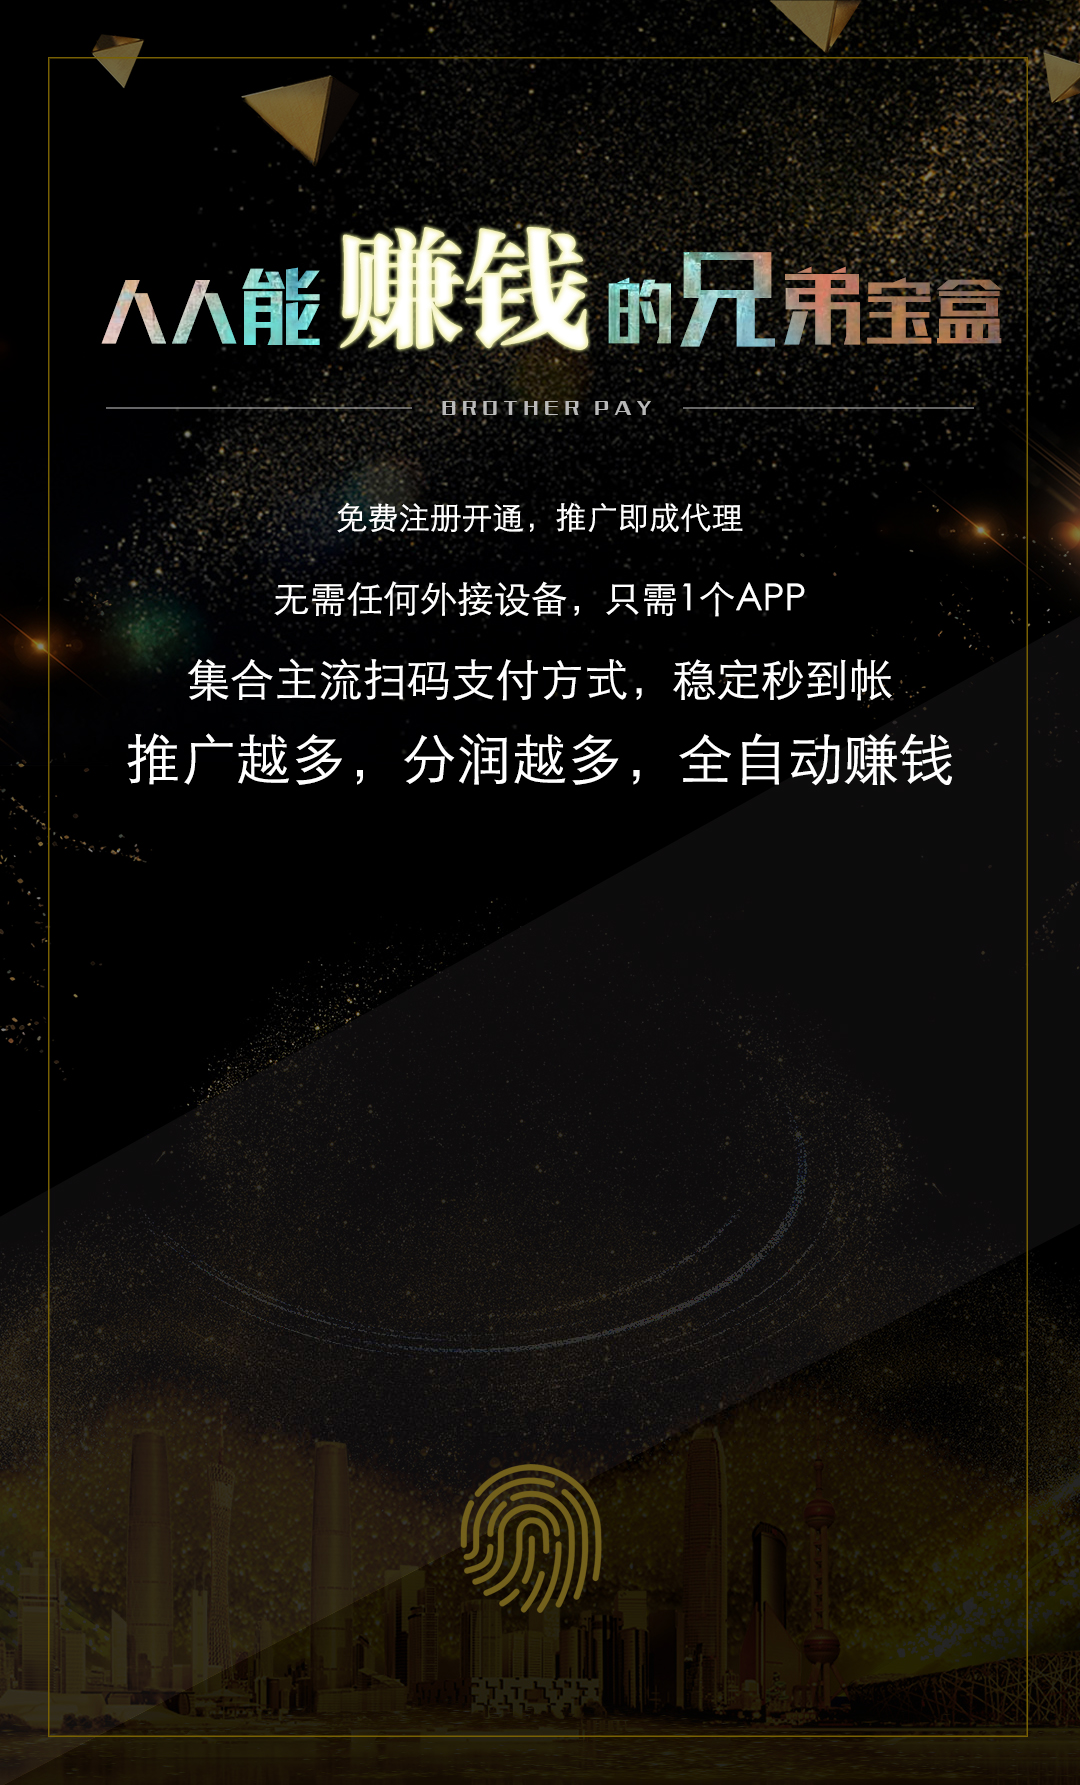 人人能赚钱的兄弟宝盒
BROTHER PAY
免费注册开通，推广即成代理
无需任何外接设备，只需1个APP
集合主流扫码支付方式，稳定秒到帐
推广越多，分润越多，全自动赚钱